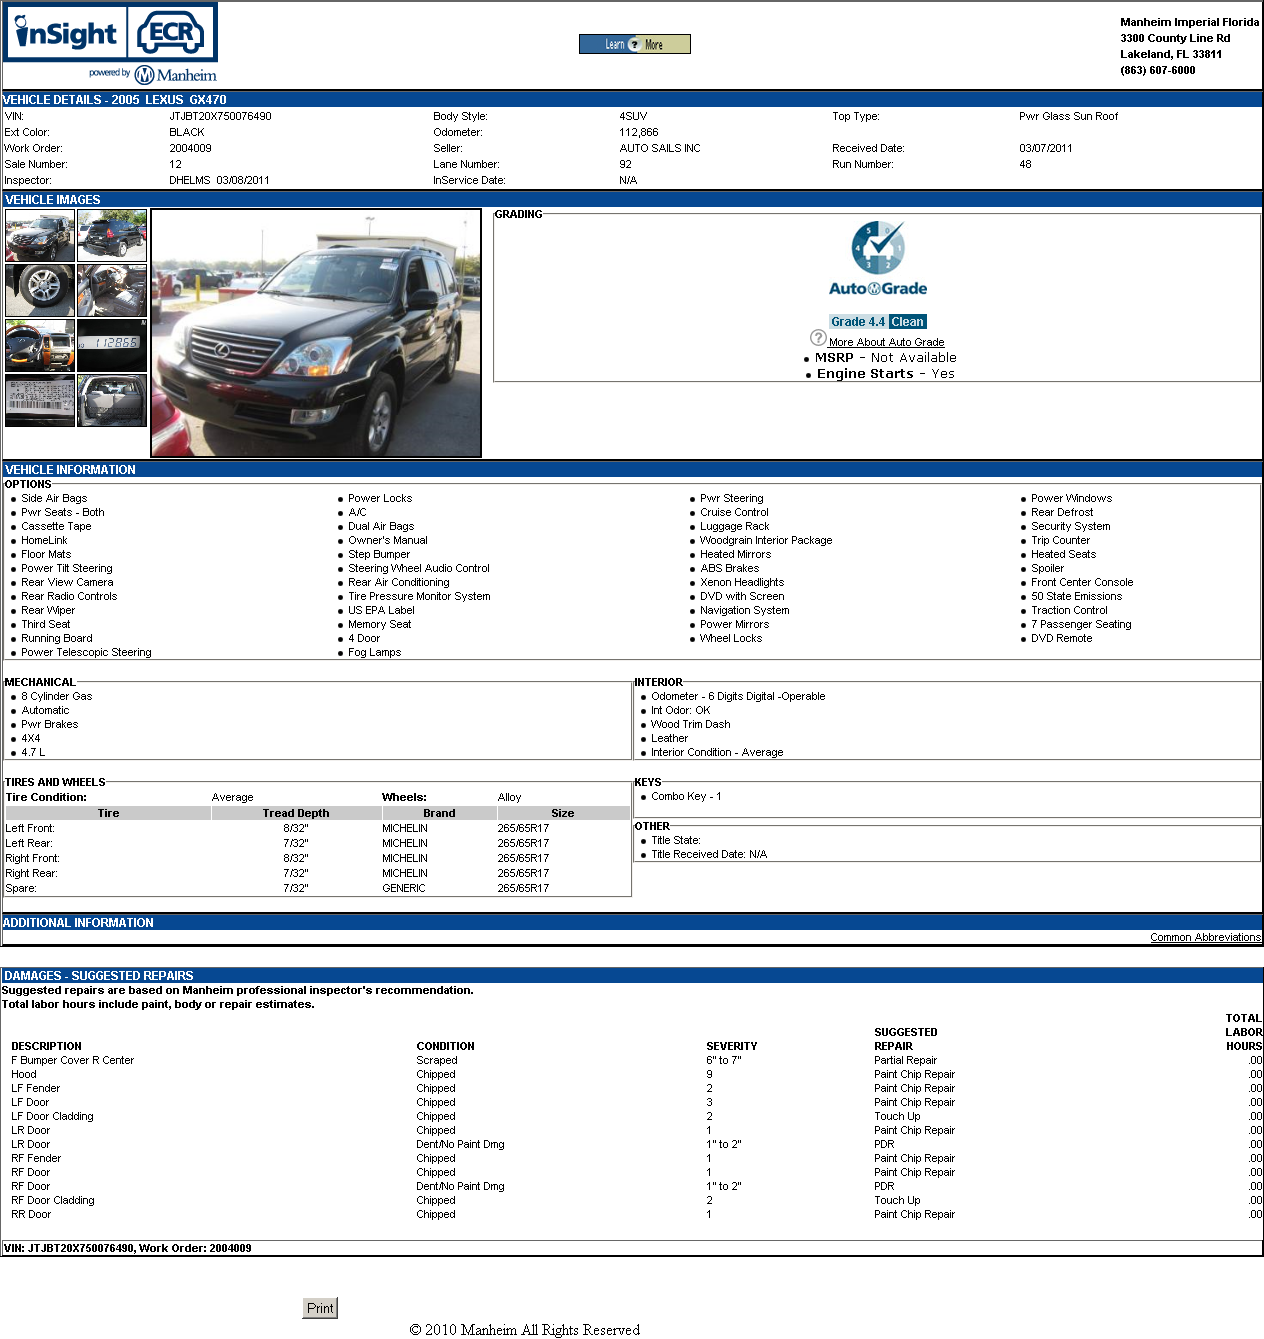 inSight ECR
powered by Manheim
Learn ? More
Manheim Imperial Florida
3300 County Line Rd
Lakeland, FL 33811
(863) 607-6000
VEHICLE DETAILS - 2005 LEXUS GX470
VIN: JTJBT20X750076490 Body Style: 4SUV Top Type: Pwr Glass Sun Roof
Ext Color: BLACK Odometer: 112,866
Work Order: 2004009 Seller: AUTO SAILS INC Received Date: 03/07/2011
Sale Number: 12 Lane Number: 92 Run Number: 48
Inspector: DHELMS 03/08/2011 InService Date: N/A
VEHICLE IMAGES
112866
GRADING
5 0 4 1 3 2
AutoGrade
Grade 4.4 Clean
? More About Auto Grade
• MSRP - Not Available
• Engine Starts - Yes
VEHICLE INFORMATION
OPTIONS
• Side Air Bags • Power Locks • Pwr Steering • Power Windows
• Pwr Seats - Both • A/C • Cruise Control • Rear Defrost
• Cassette Tape • Dual Air Bags • Luggage Rack • Security System
• HomeLink • Owner's Manual • Woodgrain Interior Package • Trip Counter
• Floor Mats • Step Bumper • Heated Mirrors • Heated Seats
• Power Tilt Steering • Steering Wheel Audio Control • ABS Brakes • Spoiler
• Rear View Camera • Rear Air Conditioning • Xenon Headlights • Front Center Console
• Rear Radio Controls • Tire Pressure Monitor System • DVD with Screen • 50 State Emissions
• Rear Wiper • US EPA Label • Navigation System • Traction Control
• Third Seat • Memory Seat • Power Mirrors • 7 Passenger Seating
• Running Board • 4 Door • Wheel Locks • DVD Remote
• Power Telescopic Steering • Fog Lamps
MECHANICAL
• 8 Cylinder Gas
• Automatic
• Pwr Brakes
• 4X4
• 4.7 L
INTERIOR
• Odometer - 6 Digits Digital -Operable
• Int Odor: OK
• Wood Trim Dash
• Leather
• Interior Condition - Average
TIRES AND WHEELS
Tire Condition: Average Wheels: Alloy
Tire Tread Depth Brand Size
Left Front: 8/32" MICHELIN 265/65R17
Left Rear: 7/32" MICHELIN 265/65R17
Right Front: 8/32" MICHELIN 265/65R17
Right Rear: 7/32" MICHELIN 265/65R17
Spare: 7/32" GENERIC 265/65R17
KEYS
• Combo Key - 1
OTHER
• Title State:
• Title Received Date: N/A
ADDITIONAL INFORMATION
Common Abbreviations
DAMAGES - SUGGESTED REPAIRS
Suggested repairs are based on Manheim professional inspector's recommendation.
Total labor hours include paint, body or repair estimates.
DESCRIPTION CONDITION SEVERITY SUGGESTED REPAIR TOTAL LABOR HOURS
F Bumper Cover R Center Scraped 6" to 7" Partial Repair .00
Hood Chipped 9 Paint Chip Repair .00
LF Fender Chipped 2 Paint Chip Repair .00
LF Door Chipped 3 Paint Chip Repair .00
LF Door Cladding Chipped 2 Touch Up .00
LR Door Chipped 1 Paint Chip Repair .00
LR Door Dent/No Paint Dmg 1" to 2" PDR .00
RF Fender Chipped 1 Paint Chip Repair .00
RF Door Chipped 1 Paint Chip Repair .00
RF Door Dent/No Paint Dmg 1" to 2" PDR .00
RF Door Cladding Chipped 2 Touch Up .00
RR Door Chipped 1 Paint Chip Repair .00
VIN: JTJBT20X750076490, Work Order: 2004009
Print
© 2010 Manheim All Rights Reserved